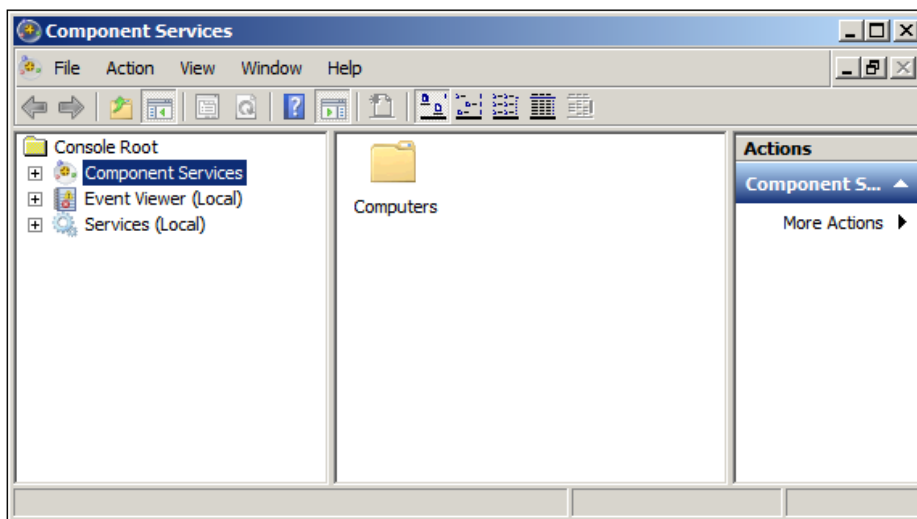 Component Services
File Action View Window Help
Console Root
Component Services
Event Viewer (Local)
Services (Local)
Computers
Actions
Component S...
More Actions